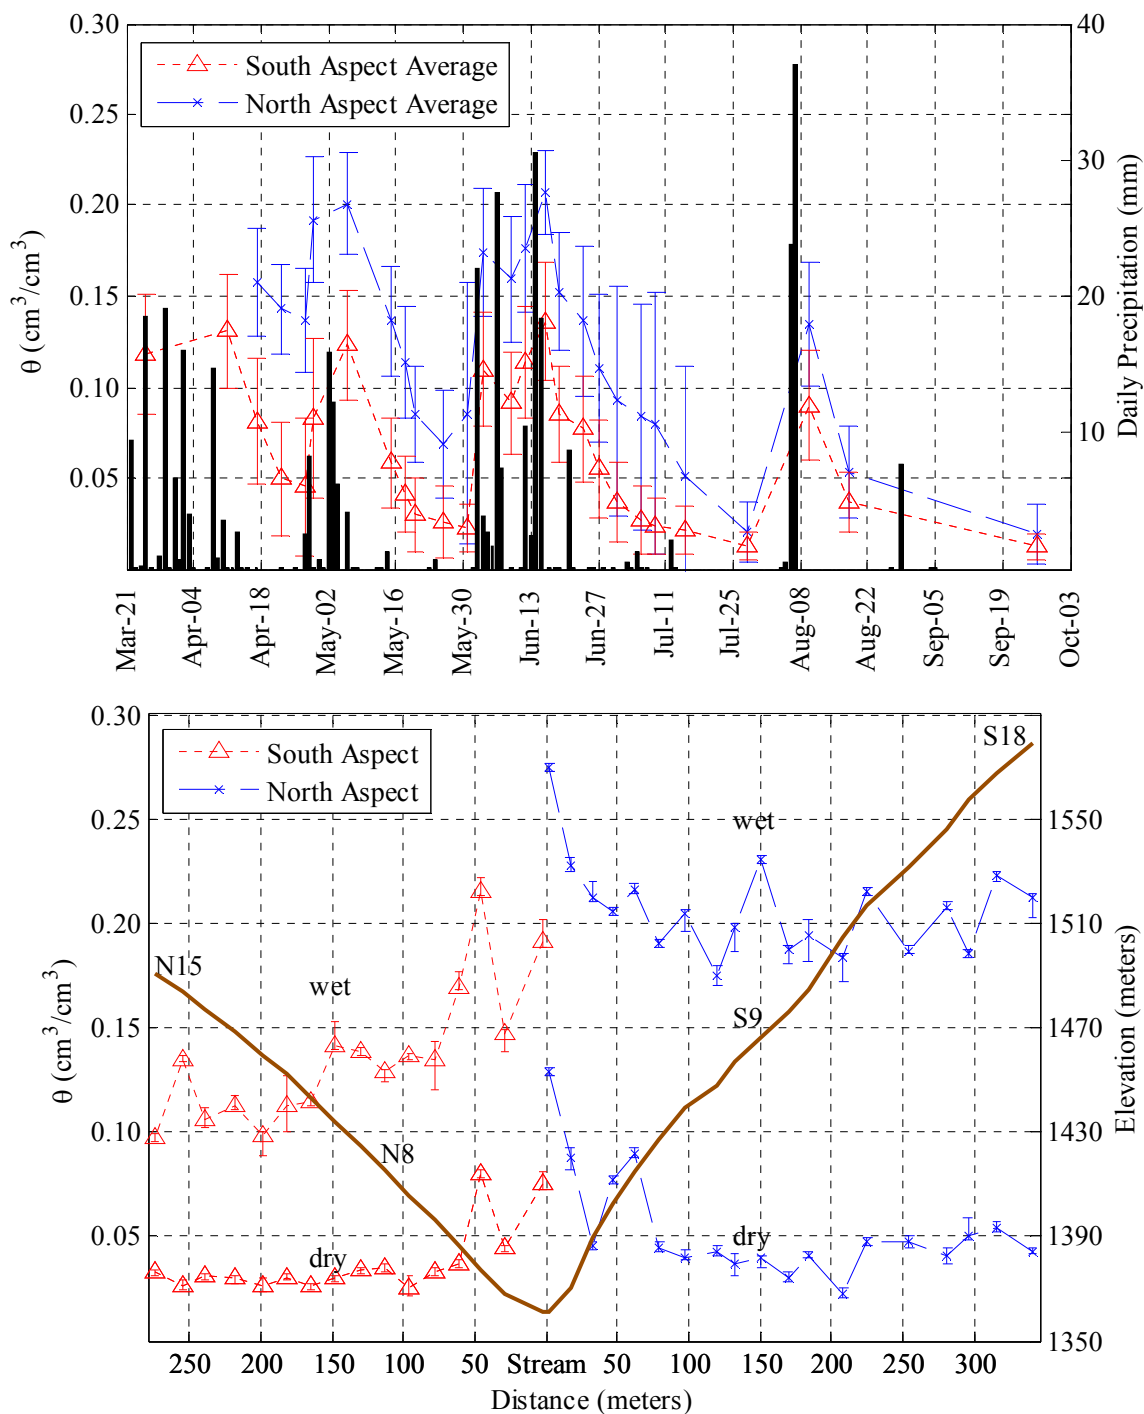 0.30
0.25
0.20
0.15
0.10
0.05
θ (cm³/cm³)
South Aspect Average
North Aspect Average
40
30
20
10
Daily Precipitation (mm)
Mar-21
Apr-04
Apr-18
May-02
May-16
May-30
Jun-13
Jun-27
Jul-11
Jul-25
Aug-08
Aug-22
Sep-05
Sep-19
Oct-03
0.30
0.25
0.20
0.15
0.10
0.05
θ (cm³/cm³)
South Aspect
North Aspect
S18
wet
N15
wet
S9
N8
dry
dry
1550
1510
1470
1430
1390
1350
Elevation (meters)
250 200 150 100 50 Stream 50 100 150 200 250 300
Distance (meters)